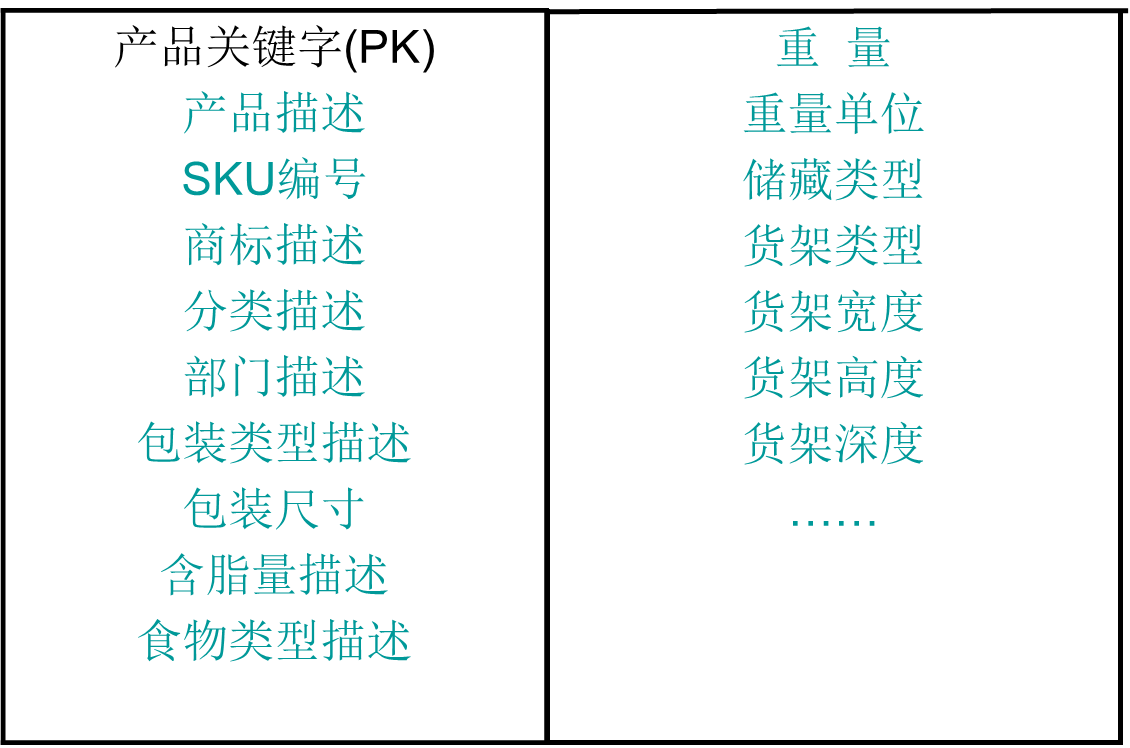 产品关键字(PK)
产品描述
SKU编号
商标描述
分类描述
部门描述
包装类型描述
包装尺寸
含脂量描述
食物类型描述
重 量
重量单位
储藏类型
货架类型
货架宽度
货架高度
货架深度
……